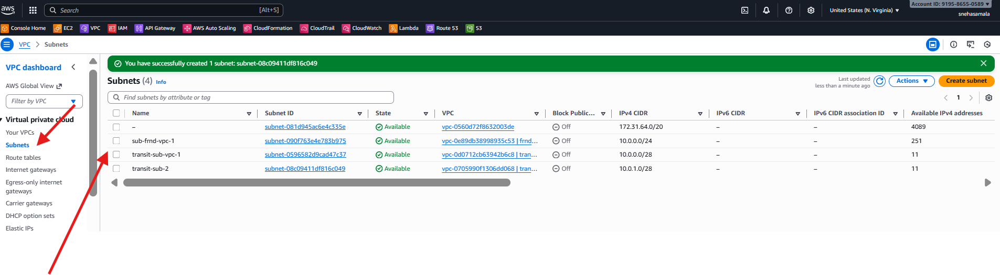 aws Search [Alt+S] United States (N. Virginia) ▼ Account ID: 9195-8655-0589 ▼
snehasamala
Console Home EC2 VPC IAM API Gateway AWS Auto Scaling CloudFormation CloudTrail CloudWatch Lambda Route 53 S3
VPC > Subnets
VPC dashboard
AWS Global View
Filter by VPC
Virtual private cloud
Your VPCs
Subnets
Route tables
Internet gateways
Egress-only internet
gateways
Carrier gateways
DHCP option sets
Elastic IPs
You have successfully created 1 subnet: subnet-08c09411df816c049
Subnets (4) Info
Last updated
less than a minute ago
Actions ▼ Create subnet
Find subnets by attribute or tag
< 1 >
Name Subnet ID State VPC Block Public... IPv4 CIDR IPv6 CIDR IPv6 CIDR association ID Available IPv4 addresses
– subnet-081d945ac6e4c335e Available vpc-0560d72f8632003de Off 172.31.64.0/20 – – 4089
sub-frnd-vpc-1 subnet-090f763e4e783b975 Available vpc-0e89db38998935c53 | frnd... Off 10.0.0.0/24 – – 251
transit-sub-vpc-1 subnet-0596582d9cad47c37 Available vpc-0d0712cb63942b6c8 | tran... Off 10.0.0.0/28 – – 11
transit-sub-2 subnet-08c09411df816c049 Available vpc-0705990f1306dd068 | tran... Off 10.0.1.0/28 – – 11